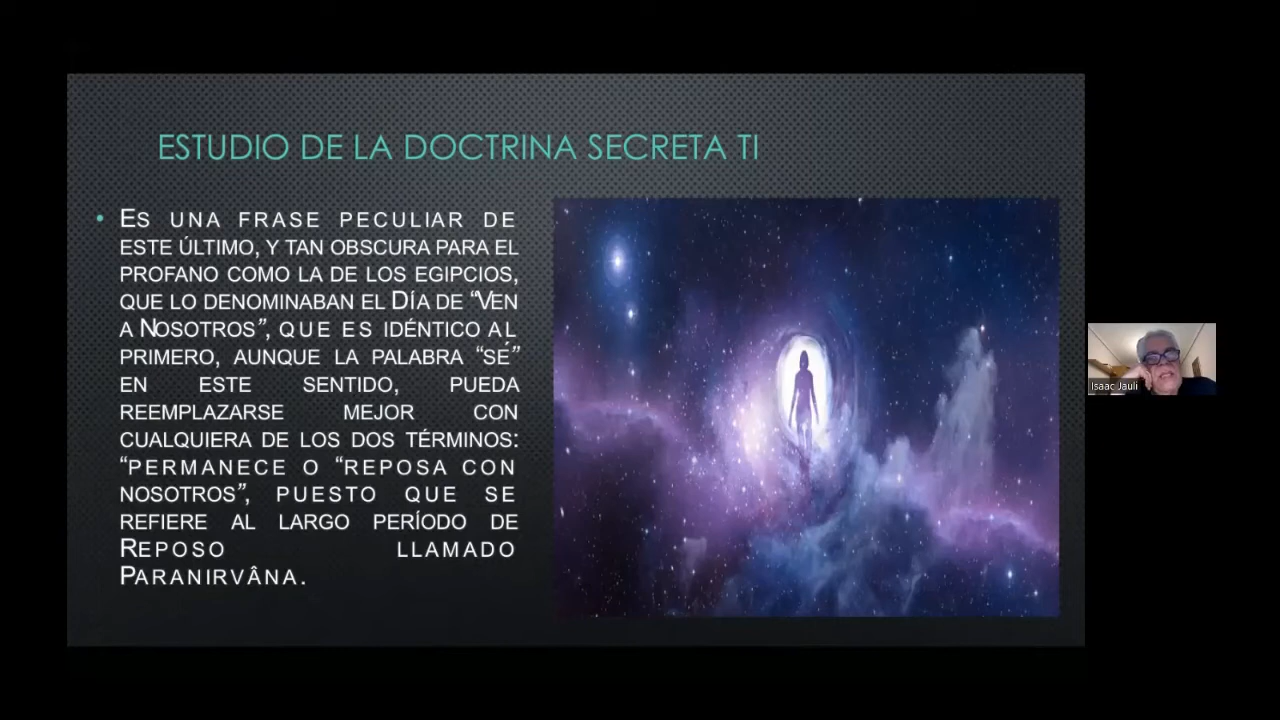 ESTUDIO DE LA DOCTRINA SECRETA TI
• ES UNA FRASE PECULIAR DE
ESTE ÚLTIMO, Y TAN OBSCURA PARA EL
PROFANO COMO LA DE LOS EGIPCIOS,
QUE LO DENOMINABAN EL DÍA DE “VEN
A NOSOTROS”, QUE ES IDÉNTICO AL
PRIMERO, AUNQUE LA PALABRA “SÉ”
EN ESTE SENTIDO, PUEDA
REEMPLAZARSE MEJOR CON
CUALQUIERA DE LOS DOS TÉRMINOS:
“PERMANECE O “REPOSA CON
NOSOTROS”, PUESTO QUE SE
REFIERE AL LARGO PERÍODO DE
REPOSO LLAMADO
PARANIRVÂNA.
Isaac Jauli